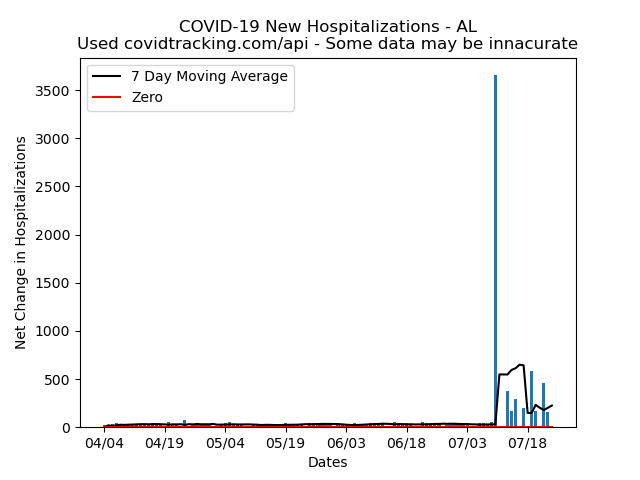 COVID-19 New Hospitalizations - AL
Used covidtracking.com/api - Some data may be innacurate
7 Day Moving Average
Zero
Net Change in Hospitalizations
3500
3000
2500
2000
1500
1000
500
0
04/04 04/19 05/04 05/19 06/03 06/18 07/03 07/18
Dates